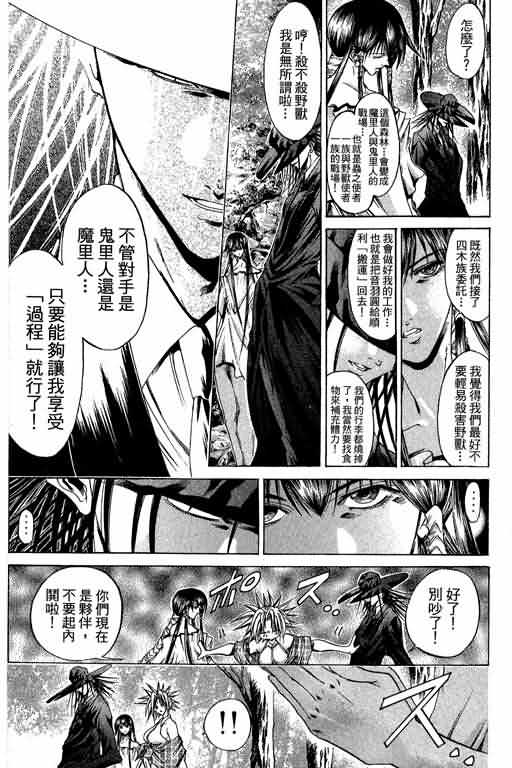 怎麼了?
這個森林…會變成
魔里人與鬼里人的
戰場…
也就是蟲之使者
一族與野獸使者
一族的戰場!
哼!殺不殺野獸
我是無所謂啦…
既然我們接了
四木族委託…
我覺得我們最好不
要輕易殺害野獸…
我會做好我的工作…
也就是把音羽圓給順
利「搬運」回去!
我們的行李都燒掉
了,我當然要找食
物來補充體力!
不管對手是
鬼里人還是
魔里人…
只要能夠讓我享受
「過程」就行了!
…
…
好了!
別吵了!
ポン
ポン
你們現在
是夥伴,
不要起內
鬨啦!
!!